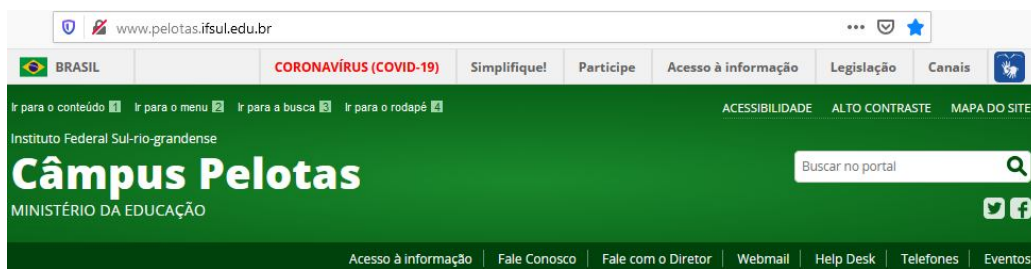 www.pelotas.ifsul.edu.br
BRASIL CORONAVÍRUS (COVID-19) Simplifique! Participe Acesso à informação Legislação Canais
Ir para o conteúdo 1 Ir para o menu 2 Ir para a busca 3 Ir para o rodapé 4 ACESSIBILIDADE ALTO CONTRASTE MAPA DO SITE
Instituto Federal Sul-rio-grandense
Câmpus Pelotas
Buscar no portal
MINISTÉRIO DA EDUCAÇÃO
Acesso à informação Fale Conosco Fale com o Diretor Webmail Help Desk Telefones Eventos